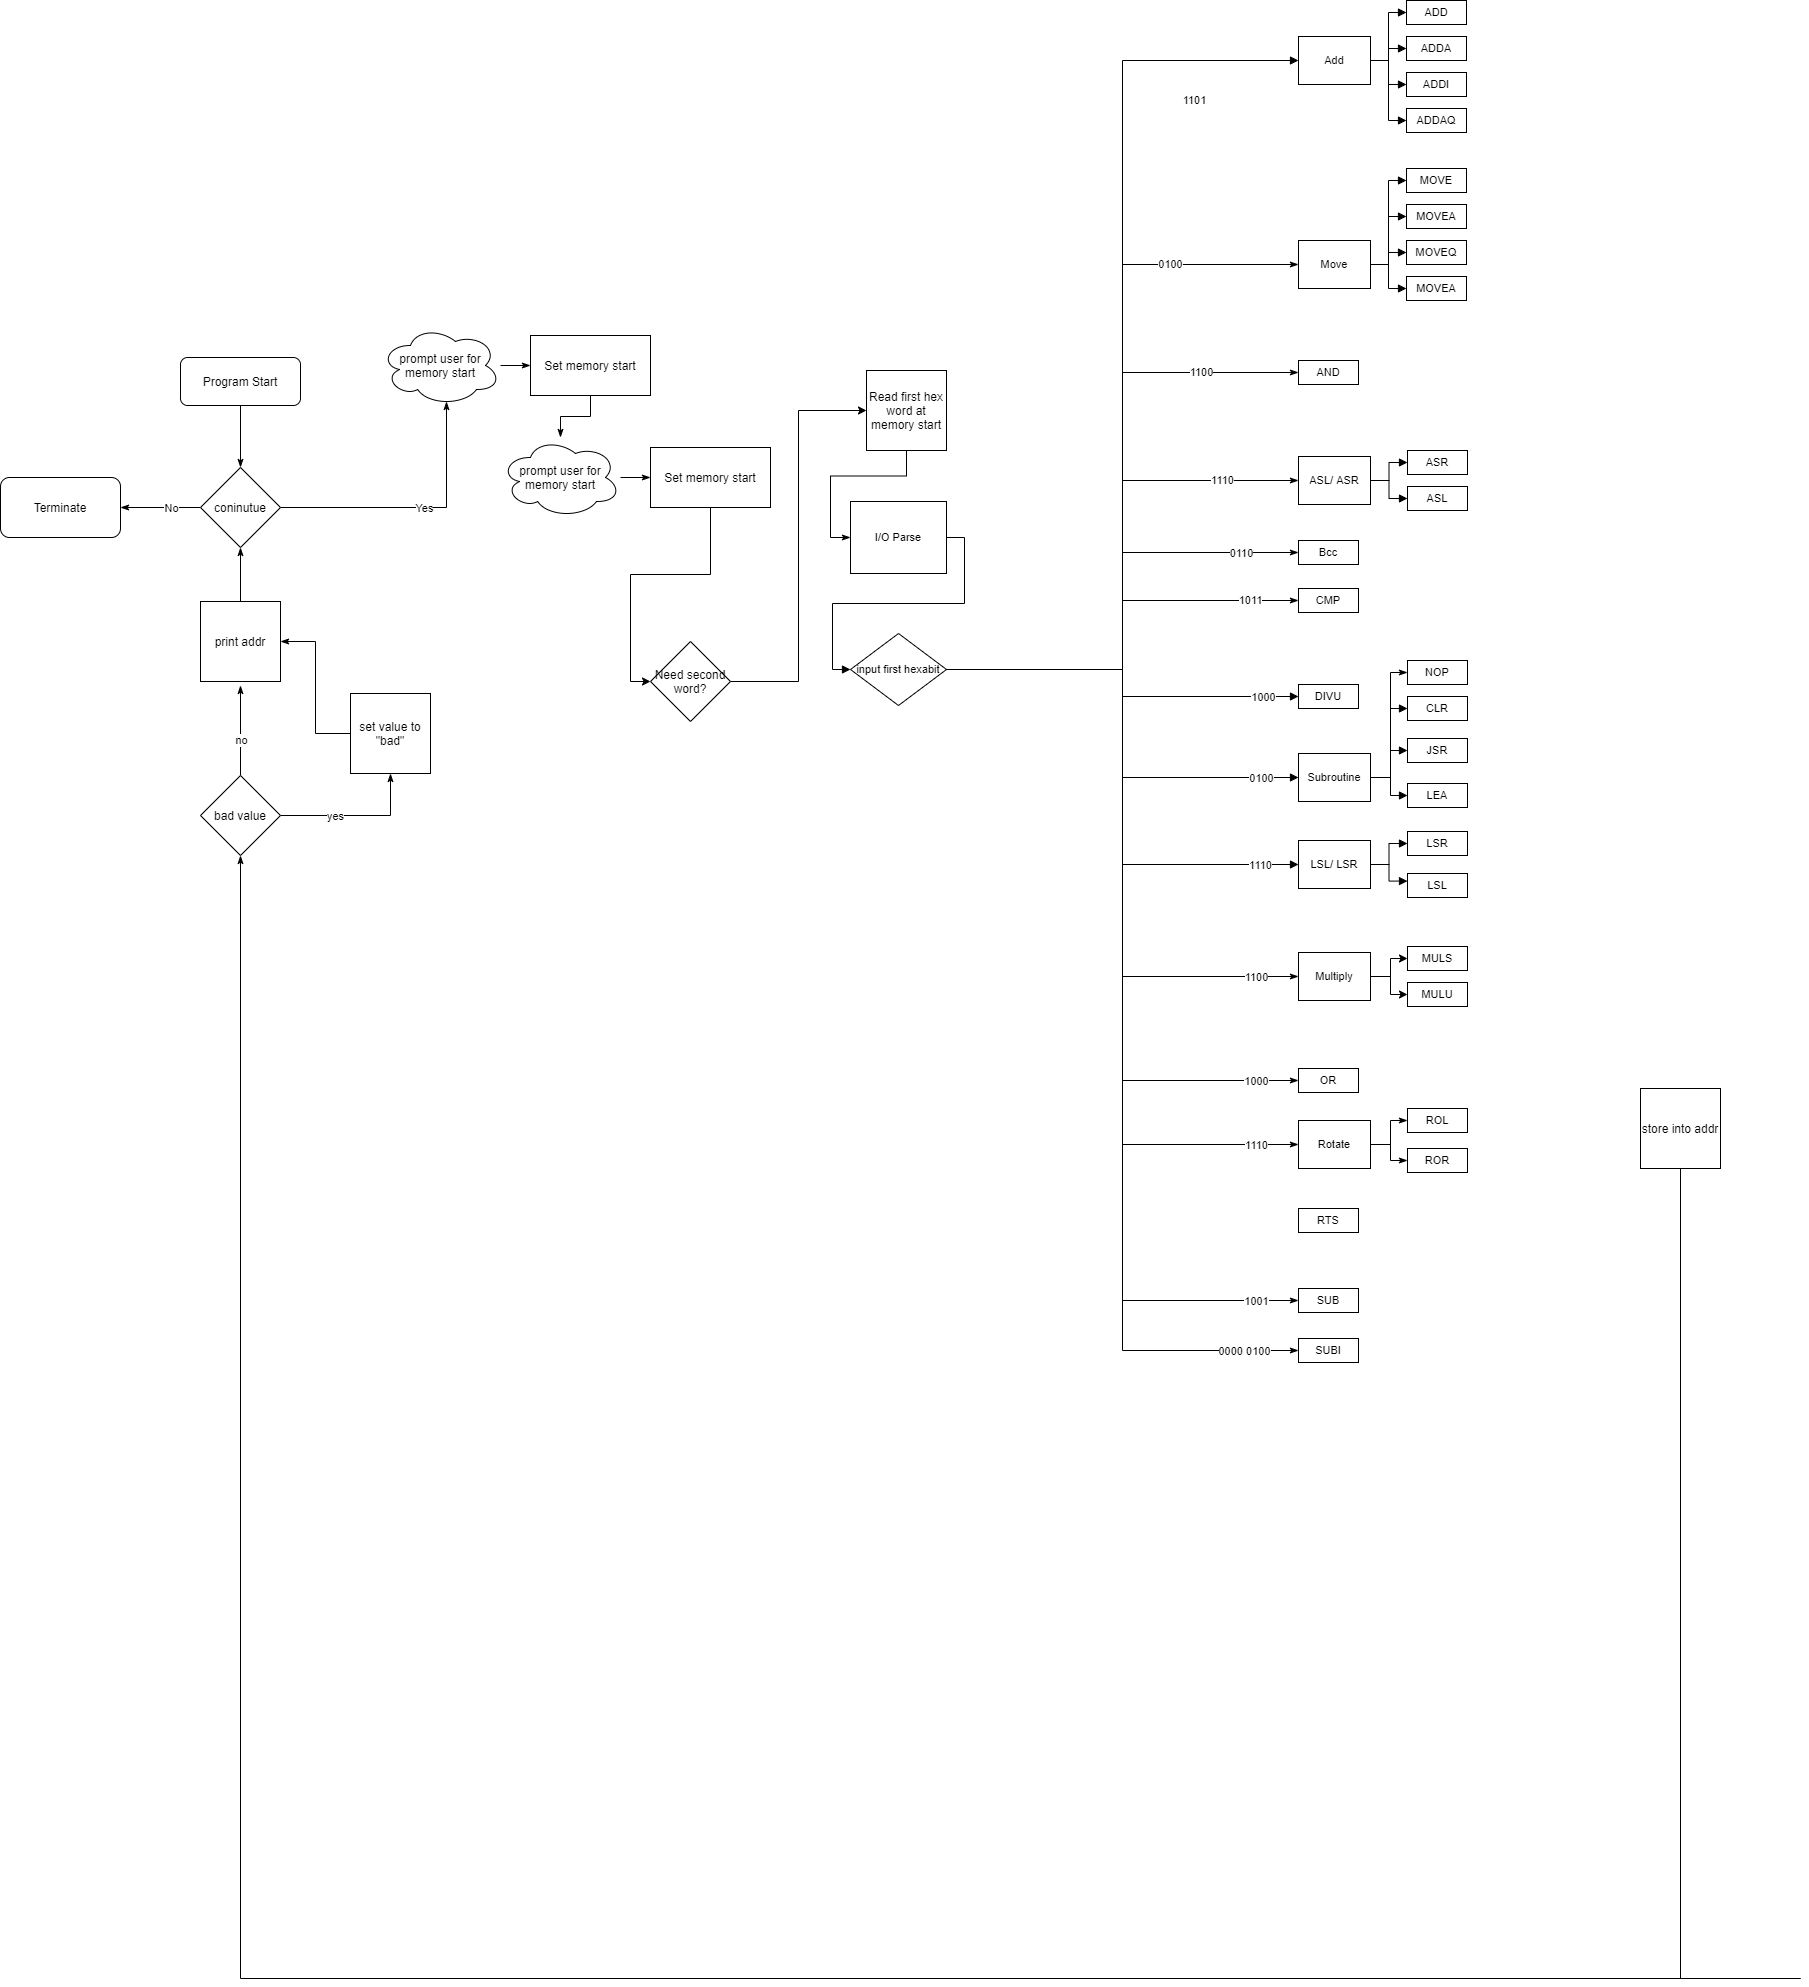 ADD
ADDA
Add
ADDI
1101
ADDAQ
MOVE
MOVEA
MOVEQ
0100
Move
MOVEA
prompt user for
memory start
Set memory start
Program Start
1100
AND
Read first hex
word at
memory start
prompt user for
memory start
Set memory start
ASR
1110
ASL/ ASR
ASL
Terminate
No
coninutue
Yes
I/O Parse
0110
Bcc
1011
CMP
print addr
Need second
word?
input first hexabit
NOP
1000
DIVU
CLR
set value to
"bad"
no
JSR
0100
Subroutine
LEA
bad value
yes
LSR
1110
LSL/ LSR
LSL
MULS
1100
Multiply
MULU
1000
OR
ROL
store into addr
1110
Rotate
ROR
RTS
1001
SUB
0000 0100
SUBI